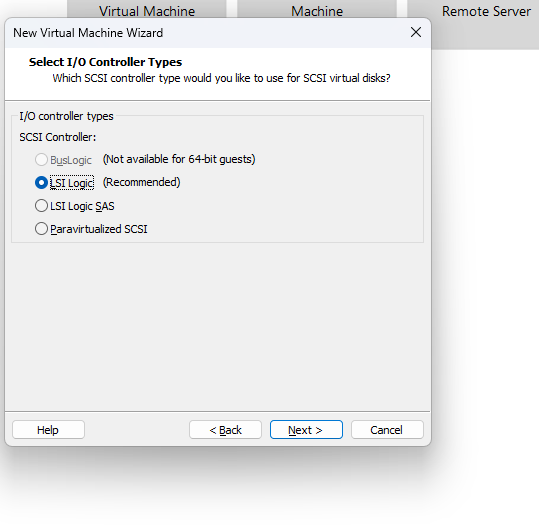 Virtual Machine
Machine
Remote Server
New Virtual Machine Wizard
Select I/O Controller Types
Which SCSI controller type would you like to use for SCSI virtual disks?
I/O controller types
SCSI Controller:
BusLogic (Not available for 64-bit guests)
LSI Logic (Recommended)
LSI Logic SAS
Paravirtualized SCSI
Help
< Back
Next >
Cancel